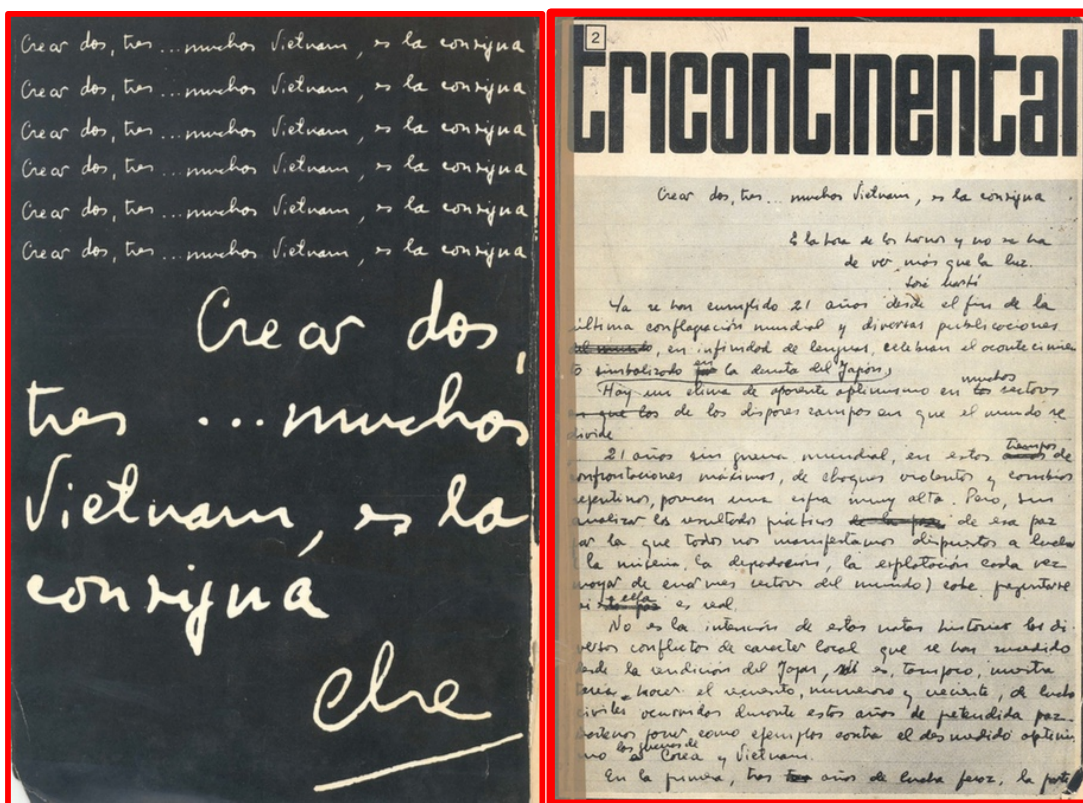 Crear dos, tres ... muchos Vietnam, es la consigna
Crear dos, tres ... muchos Vietnam, es la consigna
Crear dos, tres ... muchos Vietnam, es la consigna
Crear dos, tres ... muchos Vietnam, es la consigna
Crear dos, tres ... muchos Vietnam, es la consigna
Crear dos, tres ... muchos Vietnam, es la consigna
Crear dos,
tres ... muchos
Vietnam, es la
consigna
Che
2
tricontinental
Crear dos, tres ... muchos Vietnam, es la consigna.
Es la hora de los hornos y no se ha
de ver más que la luz.
José Martí
Ya se han cumplido 21 años desde el fin de la
última conflagración mundial y diversas publicaciones
, en infinidad de lenguas, celebran el acontecimien
to simbolizado en la derrota del Japón,
Hay un clima de aparente optimismo en muchos sectores
de los dispares campos en que el mundo se
divide
21 años sin guerra mundial, en estos tiempos de
confrontaciones máximas, de choques violentos y cambios
repentinos, parecen una cifra muy alta. Pero, sin
analizar los resultados prácticos de esa paz
por la que todos nos manifestamos dispuestos a luchar
(la miseria, la degradación, la explotación cada vez
mayor de enormes sectores del mundo) cabe preguntarse
si ella es real.
No es la intención de estas notas historiar los di
versos conflictos de caracter local que se han sucedido
desde la rendición del Japón, es, tampoco, nuestra
tarea, hacer el recuento, numeroso y creciente, de luchas
civiles ocurridas durante estos años de pretendida paz.
poner como ejemplos contra el desmedido optimis
mo las guerras de Corea y Vietnam.
En la primera, tras años de lucha feroz, la parte